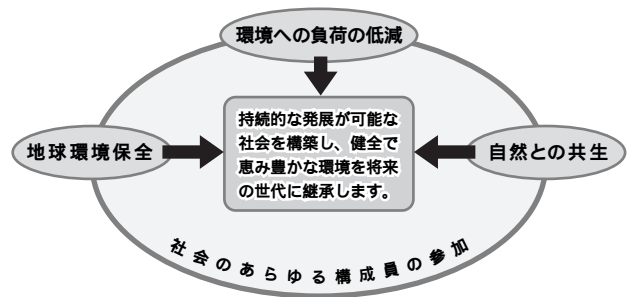 環境への負荷の低減
地球環境保全
持続的な発展が可能な
社会を構築し、健全で
恵み豊かな環境を将来
の世代に継承します。
自然との共生
社会のあらゆる構成員の参加